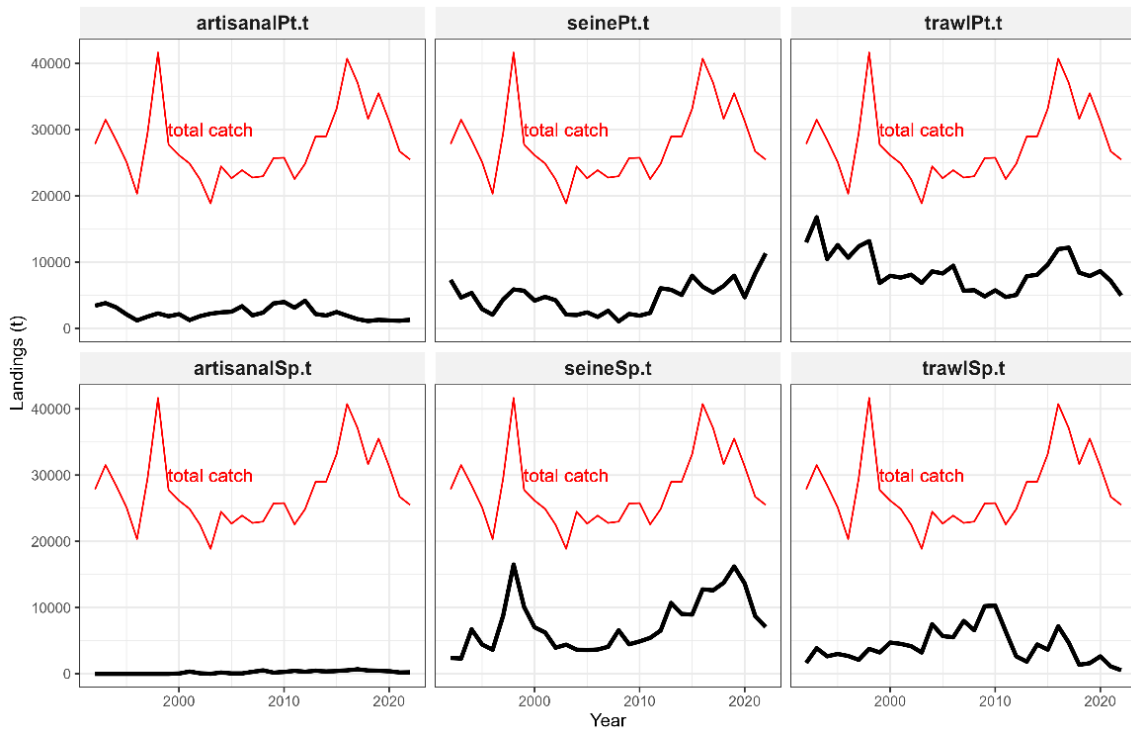 artisanalPt.t seinePt.t trawlPt.t
40000
30000
20000
10000
0
total catch total catch total catch
artisanalSp.t seineSp.t trawlSp.t
40000
30000
20000
10000
0
total catch total catch total catch
2000 2010 2020 2000 2010 2020 2000 2010 2020
Year
Landings (t)